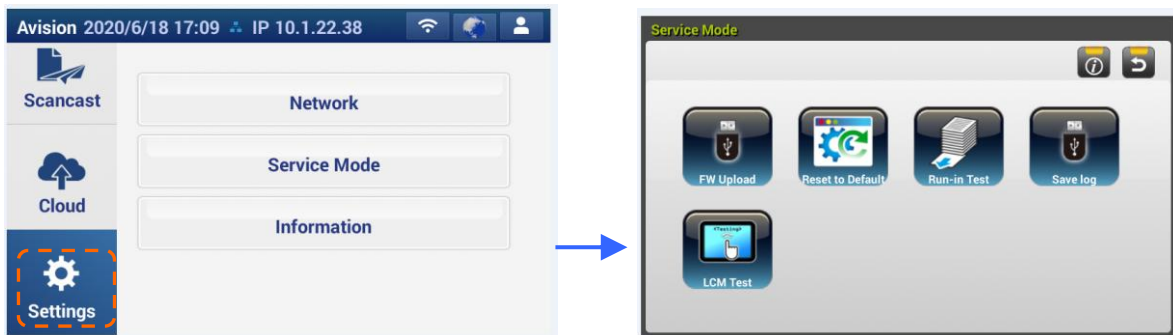 Avision 2020/6/18 17:09 IP 10.1.22.38
Scancast
Cloud
Settings
Network
Service Mode
Information
Service Mode
FW Upload
Reset to Default
Run-in Test
Save log
<Testing>
LCM Test